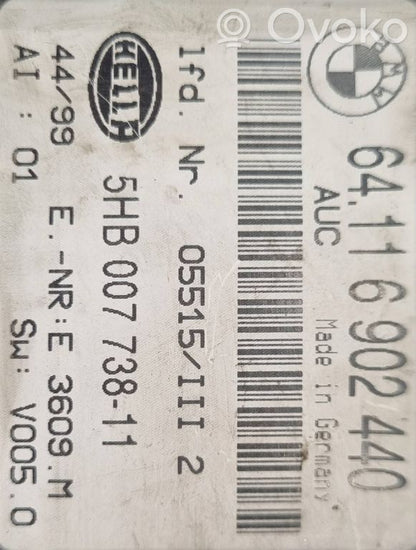 Ovoko
BMW
64.11 6 902 440
AUC Made in Germany
lfd. Nr. 05515/III 2
HELLA 5HB 007 738-11
44/99 E.-NR:E 3609.M
AI : 01 SW: V005.0